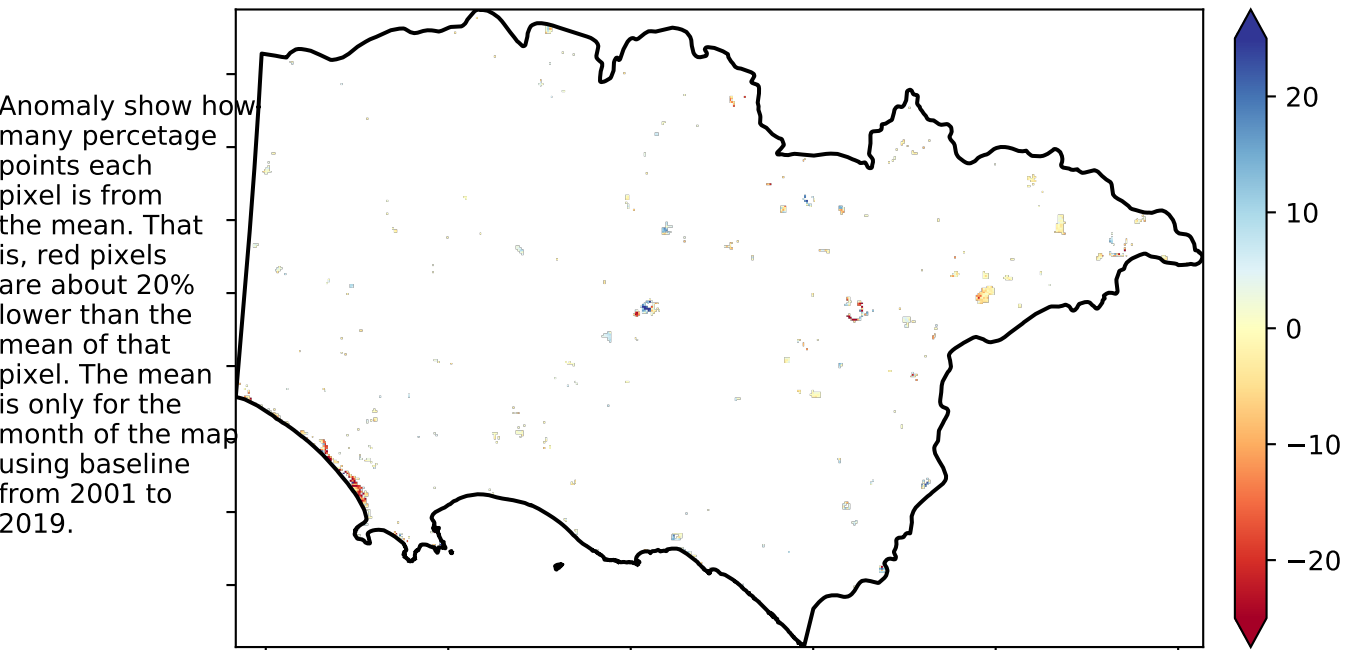 Anomaly show how
many percetage
points each
pixel is from
the mean. That
is, red pixels
are about 20%
lower than the
mean of that
pixel. The mean
is only for the
month of the map
using baseline
from 2001 to
2019.
20
10
0
−10
−20